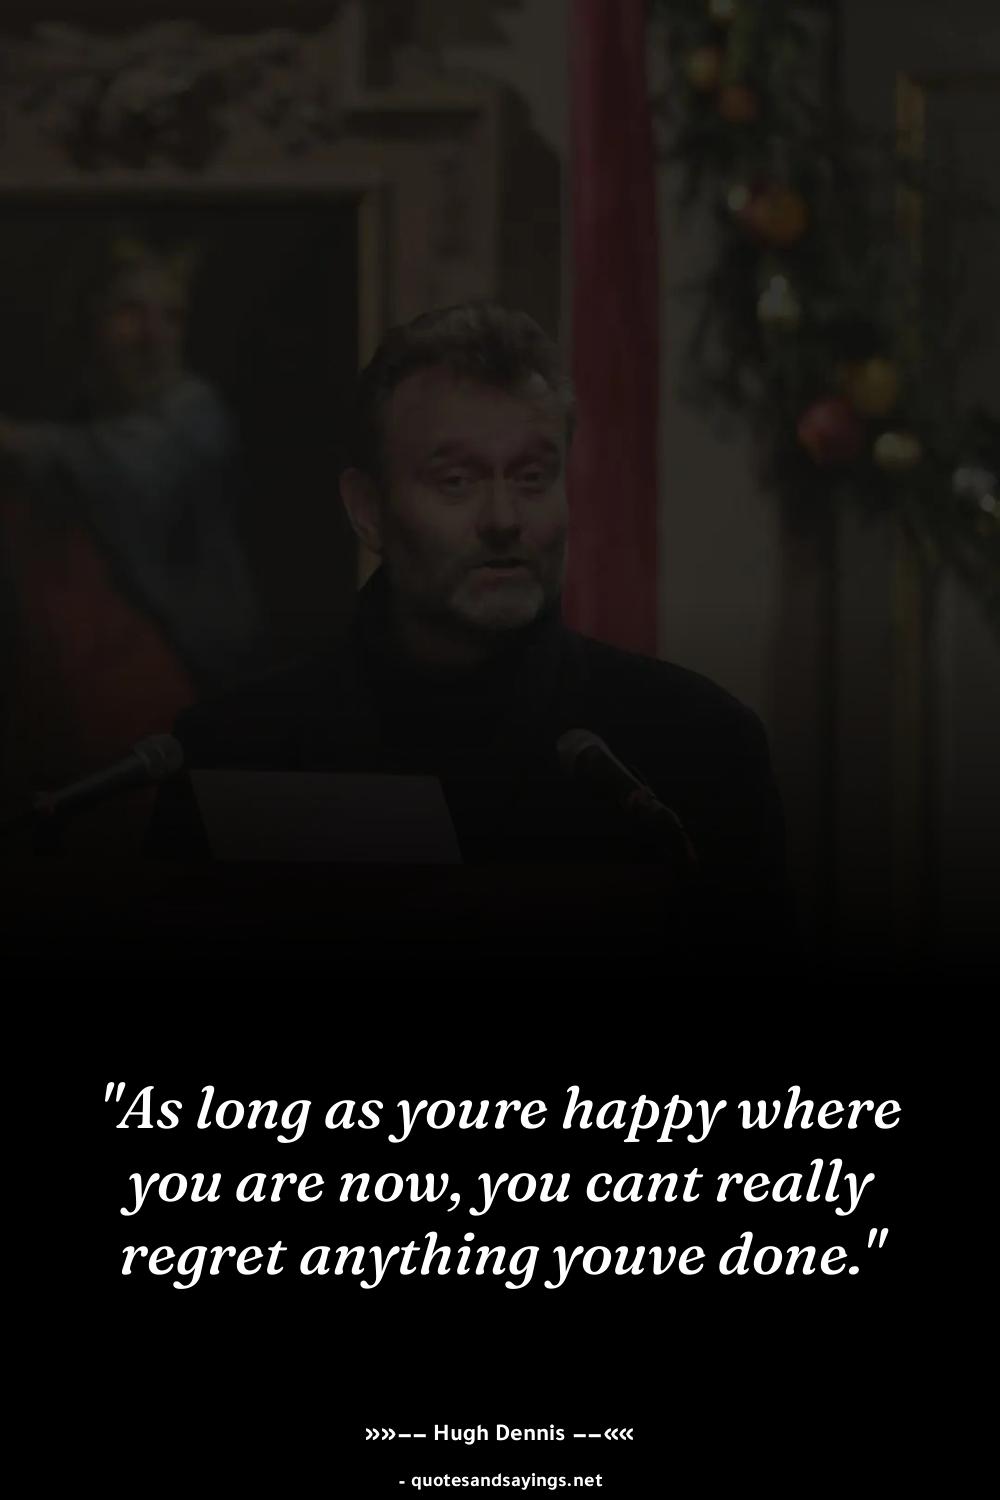 "As long as youre happy where
you are now, you cant really
regret anything youve done."
»»−− Hugh Dennis −−««
- quotesandsayings.net